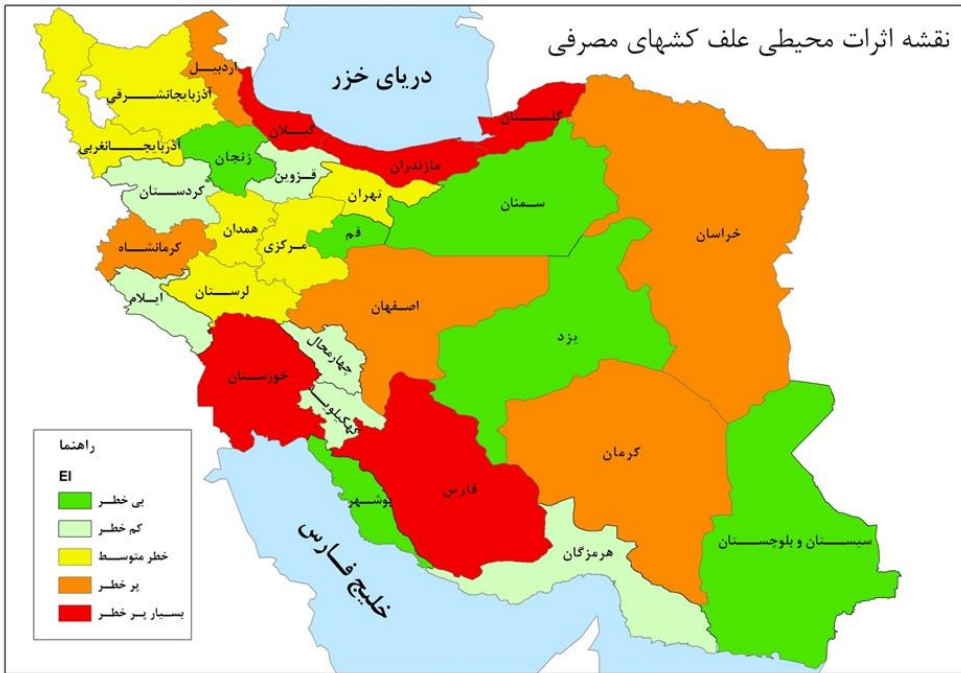 نقشه اثرات محیطی علف کشهای مصرفی
دریای خزر
اردبیل
آذربایجانشرقی
آذربایجانغربی
گیلان
گلستان
مازندران
زنجان
قزوین
کردستان
تهران
سمنان
خراسان
همدان
مرکزی
قم
کرمانشاه
لرستان
ایلام
اصفهان
یزد
چهارمحال
خوزستان
کهکیلویه
کرمان
فارس
بوشهر
هرمزگان
سیستان و بلوچستان
خلیج فارس
راهنما
EI
بی خطر
کم خطر
خطر متوسط
پر خطر
بسیار پر خطر